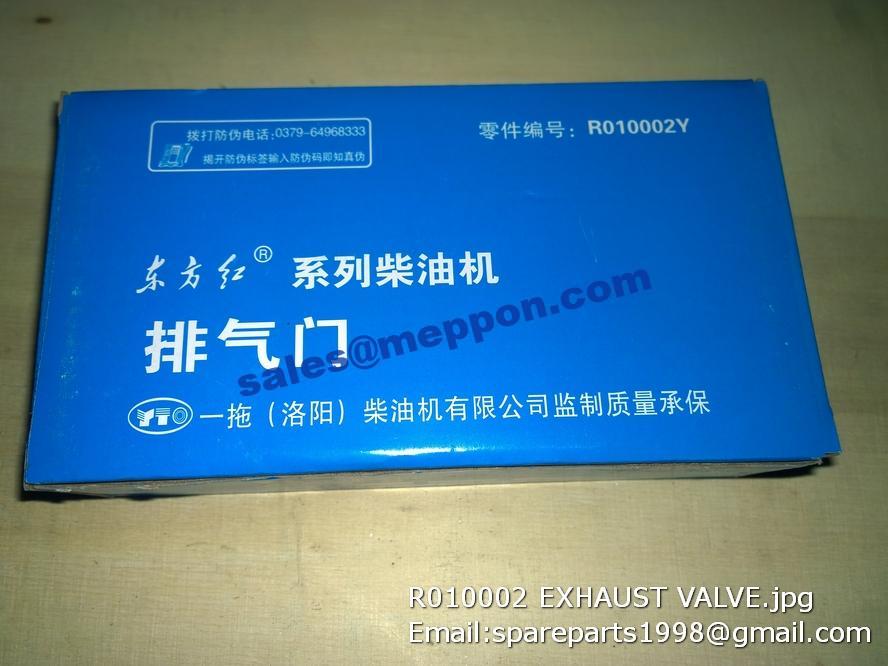 拨打防伪电话:0379-64968333
揭开防伪标签输入防伪码即知真伪
零件编号：R010002Y
东方红® 系列柴油机
排气门
sales@meppon.com
YTO 一拖（洛阳）柴油机有限公司监制质量承保
R010002 EXHAUST VALVE.jpg
Email:spareparts1998@gmail.com